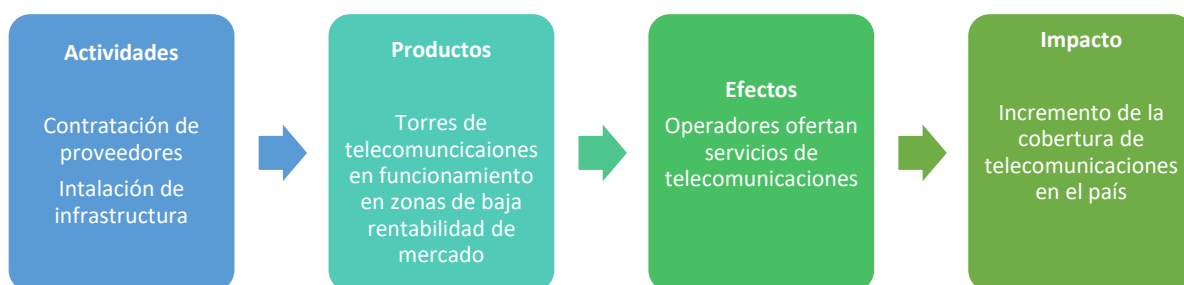 Actividades
Contratación de
proveedores
Intalación de
infrastructura
Productos
Torres de
telecomuncicaiones
en funcionamiento
en zonas de baja
rentabilidad de
mercado
Efectos
Operadores ofertan
servicios de
telecomunicaciones
Impacto
Incremento de la
cobertura de
telecomunicaciones
en el país